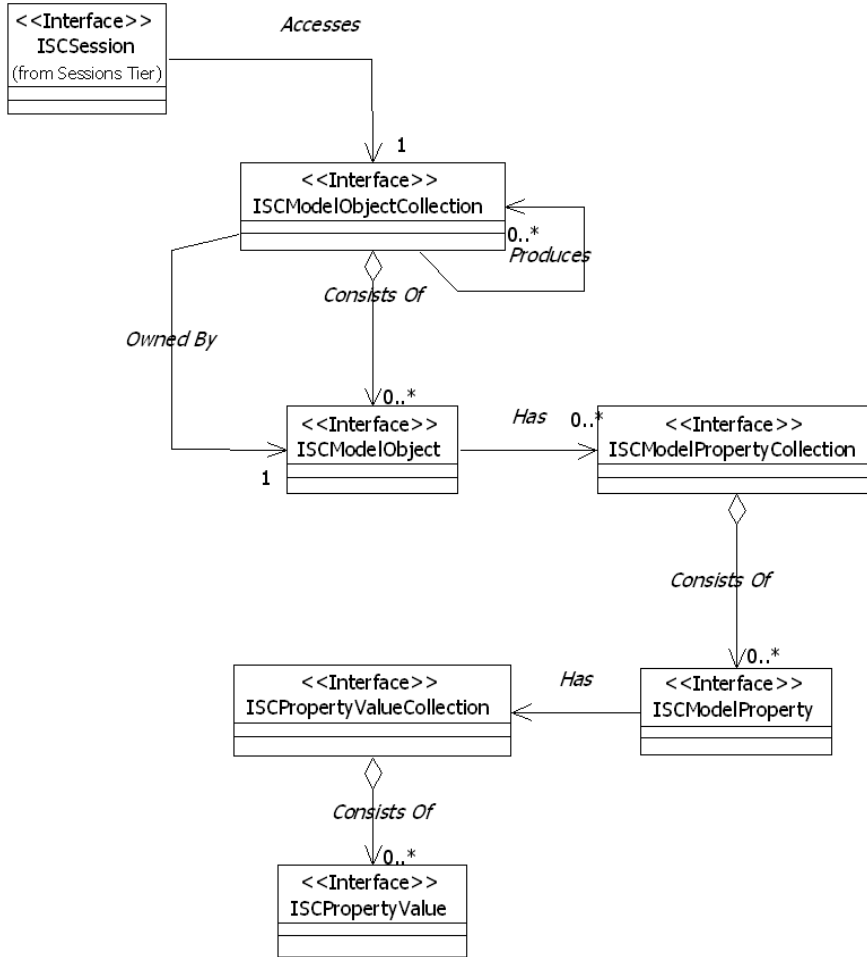 <<Interface>>
ISCSession
(from Sessions Tier)
Accesses
1
<<Interface>>
ISCModelObjectCollection
0..*
Produces
Consists Of
Owned By
0..*
<<Interface>>
ISCModelObject
1
Has
0..*
<<Interface>>
ISCModelPropertyCollection
Consists Of
0..*
<<Interface>>
ISCModelProperty
Has
<<Interface>>
ISCPropertyValueCollection
Consists Of
0..*
<<Interface>>
ISCPropertyValue